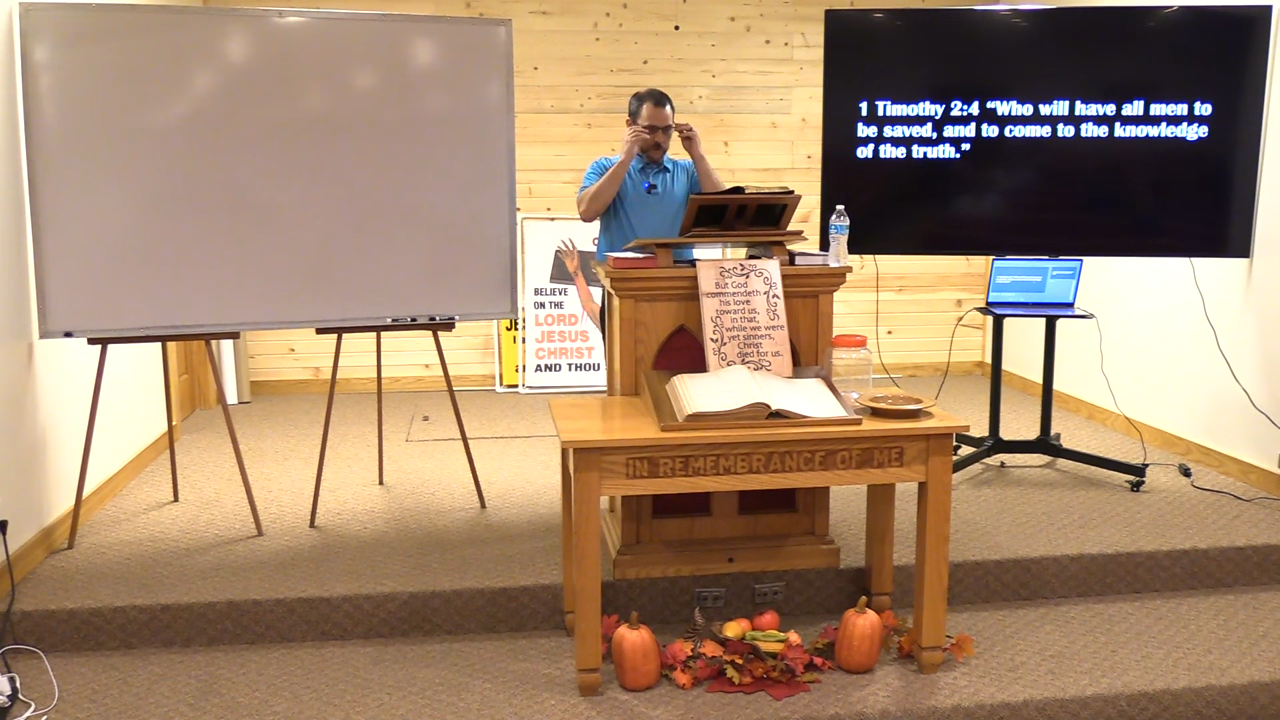 1 Timothy 2:4 “Who will have all men to
be saved, and to come to the knowledge
of the truth.”
BELIEVE
ON THE
LORD
JESUS
CHRIST
AND THOU
But God
commendeth
his love
toward us,
in that,
while we were
yet sinners,
Christ
died for us.
IN REMEMBRANCE OF ME